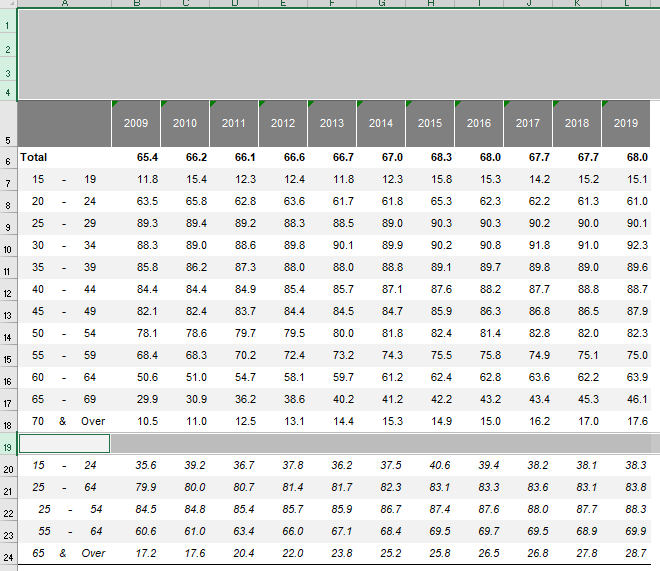 A B C D E F G H I J K L
1
2
3
4
5 2009 2010 2011 2012 2013 2014 2015 2016 2017 2018 2019
6 Total 65.4 66.2 66.1 66.6 66.7 67.0 68.3 68.0 67.7 67.7 68.0
7 15 - 19 11.8 15.4 12.3 12.4 11.8 12.3 15.8 15.3 14.2 15.2 15.1
8 20 - 24 63.5 65.8 62.8 63.6 61.7 61.8 65.3 62.3 62.2 61.3 61.0
9 25 - 29 89.3 89.4 89.2 88.3 88.5 89.0 90.3 90.3 90.2 90.0 90.1
10 30 - 34 88.3 89.0 88.6 89.8 90.1 89.9 90.2 90.8 91.8 91.0 92.3
11 35 - 39 85.8 86.2 87.3 88.0 88.0 88.8 89.1 89.7 89.8 89.0 89.6
12 40 - 44 84.4 84.4 84.9 85.4 85.7 87.1 87.6 88.2 87.7 88.8 88.7
13 45 - 49 82.1 82.4 83.7 84.4 84.5 84.7 85.9 86.3 86.8 86.5 87.9
14 50 - 54 78.1 78.6 79.7 79.5 80.0 81.8 82.4 81.4 82.8 82.0 82.3
15 55 - 59 68.4 68.3 70.2 72.4 73.2 74.3 75.5 75.8 74.9 75.1 75.0
16 60 - 64 50.6 51.0 54.7 58.1 59.7 61.2 62.4 62.8 63.6 62.2 63.9
17 65 - 69 29.9 30.9 36.2 38.6 40.2 41.2 42.2 43.2 43.4 45.3 46.1
18 70 & Over 10.5 11.0 12.5 13.1 14.4 15.3 14.9 15.0 16.2 17.0 17.6
19
20 15 - 24 35.6 39.2 36.7 37.8 36.2 37.5 40.6 39.4 38.2 38.1 38.3
21 25 - 64 79.9 80.0 80.7 81.4 81.7 82.3 83.1 83.3 83.6 83.1 83.8
22 25 - 54 84.5 84.8 85.4 85.7 85.9 86.7 87.4 87.6 88.0 87.7 88.3
23 55 - 64 60.6 61.0 63.4 66.0 67.1 68.4 69.5 69.7 69.5 68.9 69.9
24 65 & Over 17.2 17.6 20.4 22.0 23.8 25.2 25.8 26.5 26.8 27.8 28.7